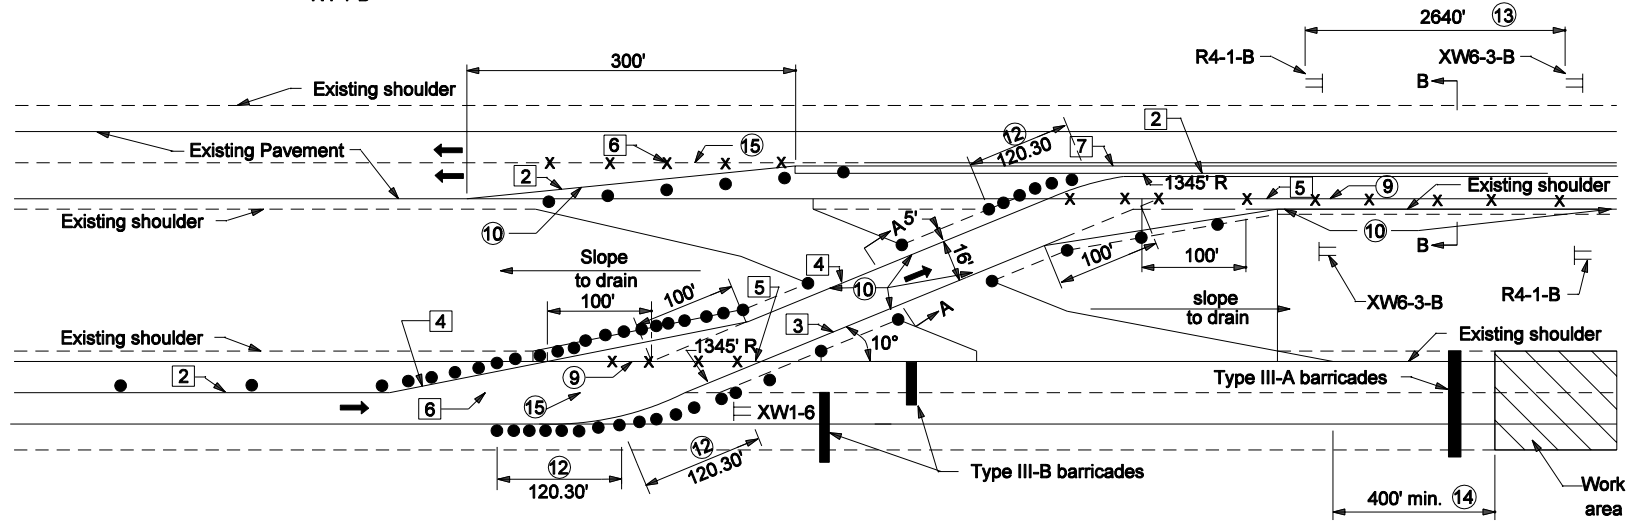 2640' 13
R4-1-B
XW6-3-B
300'
Existing shoulder
B
2
12
120.30
7
6
15
Existing Pavement
2
1345' R
5
9
Existing shoulder
Existing shoulder
10
A
5'
16'
10
B
Slope
to drain
4
100'
100'
100'
100'
5
10
XW6-3-B
R4-1-B
slope
to drain
4
3
A
Existing shoulder
Existing shoulder
1345' R
10°
2
9
Type III-A barricades
6
15
XW1-6
12
120.30'
12
120.30'
Type III-B barricades
400' min. 14
Work
area